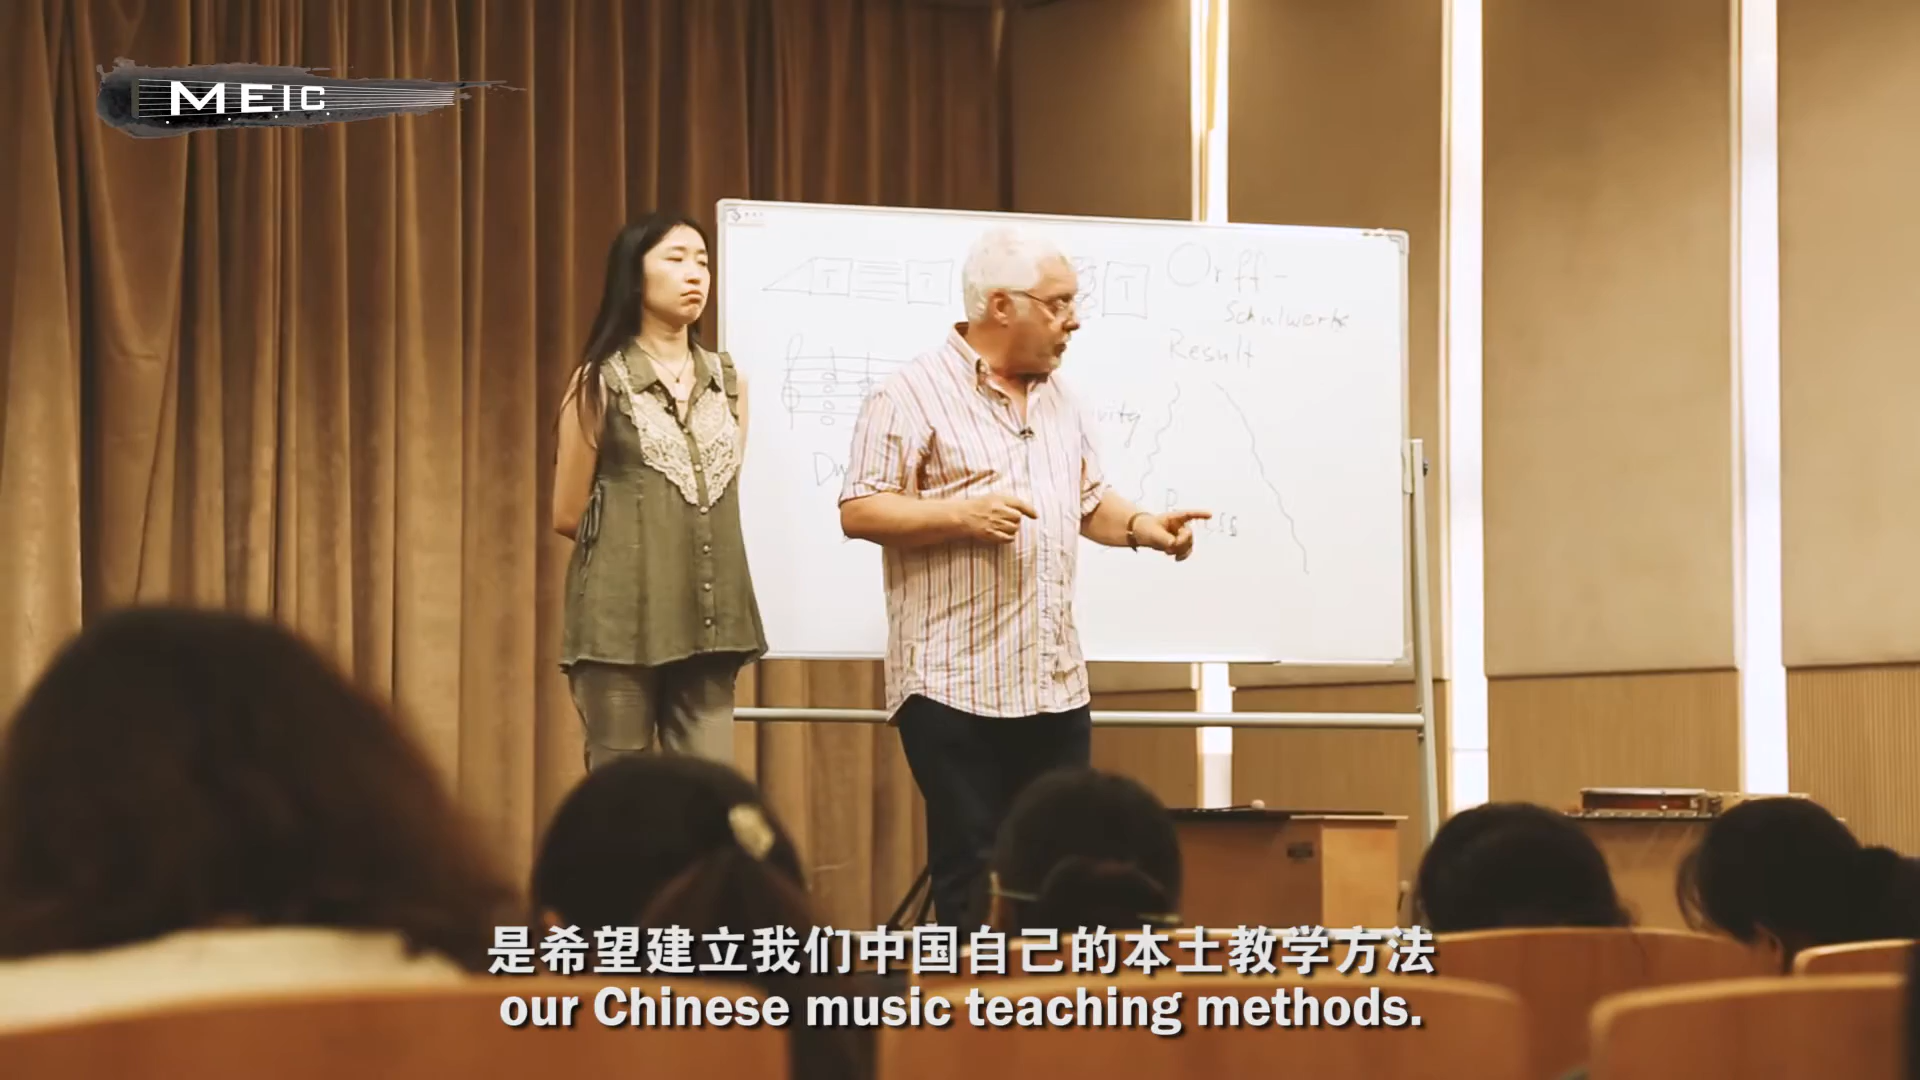 MEIC
T
T
T
Orff-
Schulwerk
Result
是希望建立我们中国自己的本土教学方法
our Chinese music teaching methods.